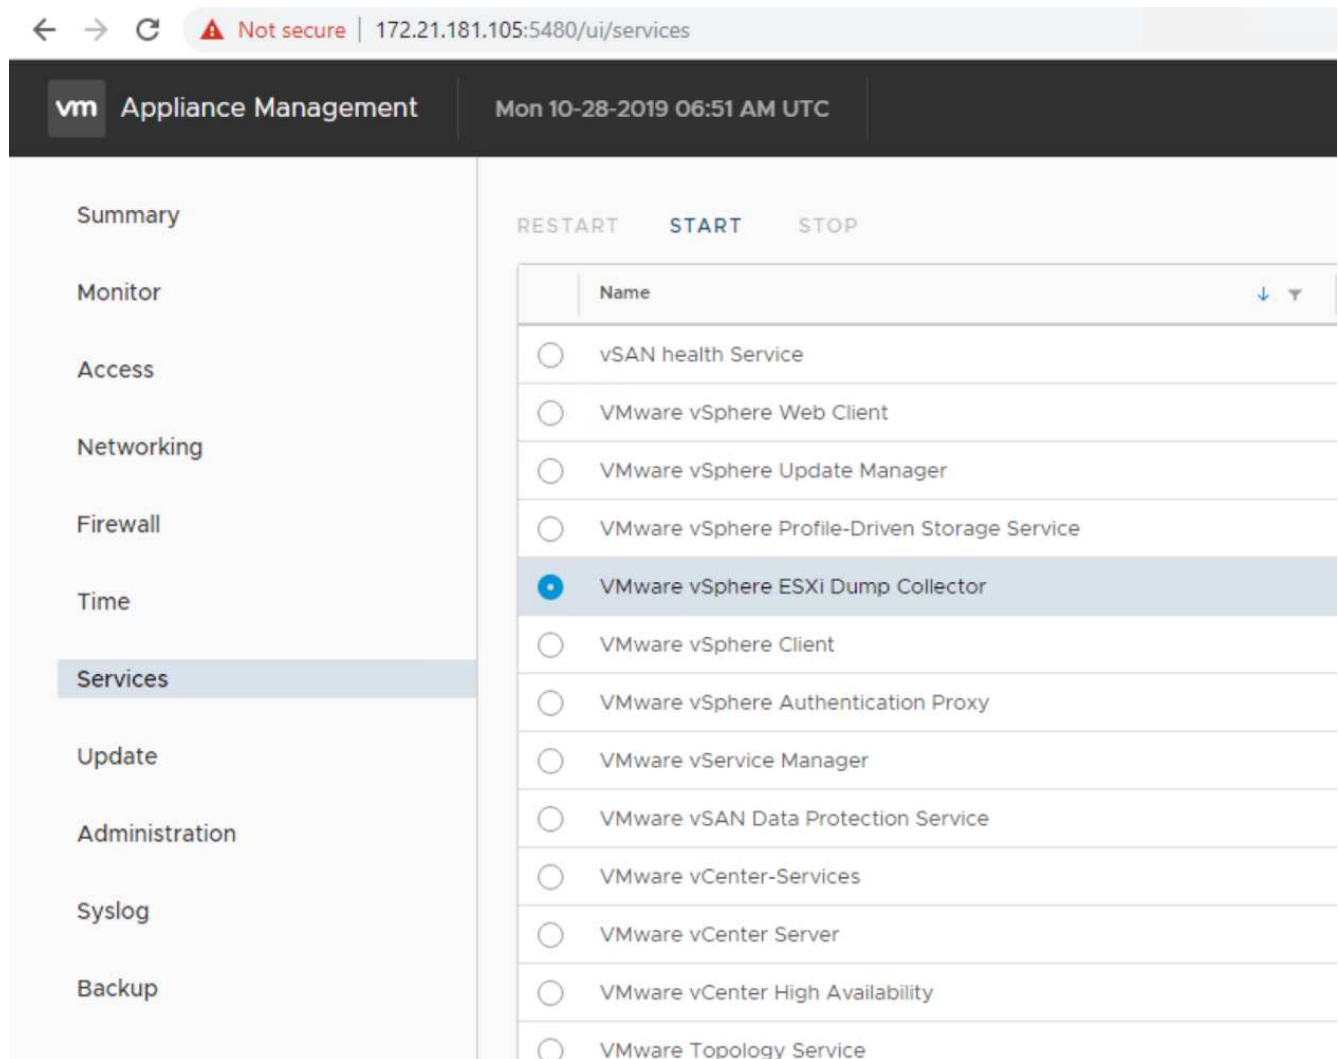 Not secure | 172.21.181.105:5480/ui/services
vm Appliance Management Mon 10-28-2019 06:51 AM UTC
Summary
Monitor
Access
Networking
Firewall
Time
Services
Update
Administration
Syslog
Backup
RESTART START STOP
Name
vSAN health Service
VMware vSphere Web Client
VMware vSphere Update Manager
VMware vSphere Profile-Driven Storage Service
VMware vSphere ESXi Dump Collector
VMware vSphere Client
VMware vSphere Authentication Proxy
VMware vService Manager
VMware vSAN Data Protection Service
VMware vCenter-Services
VMware vCenter Server
VMware vCenter High Availability
VMware Topology Service